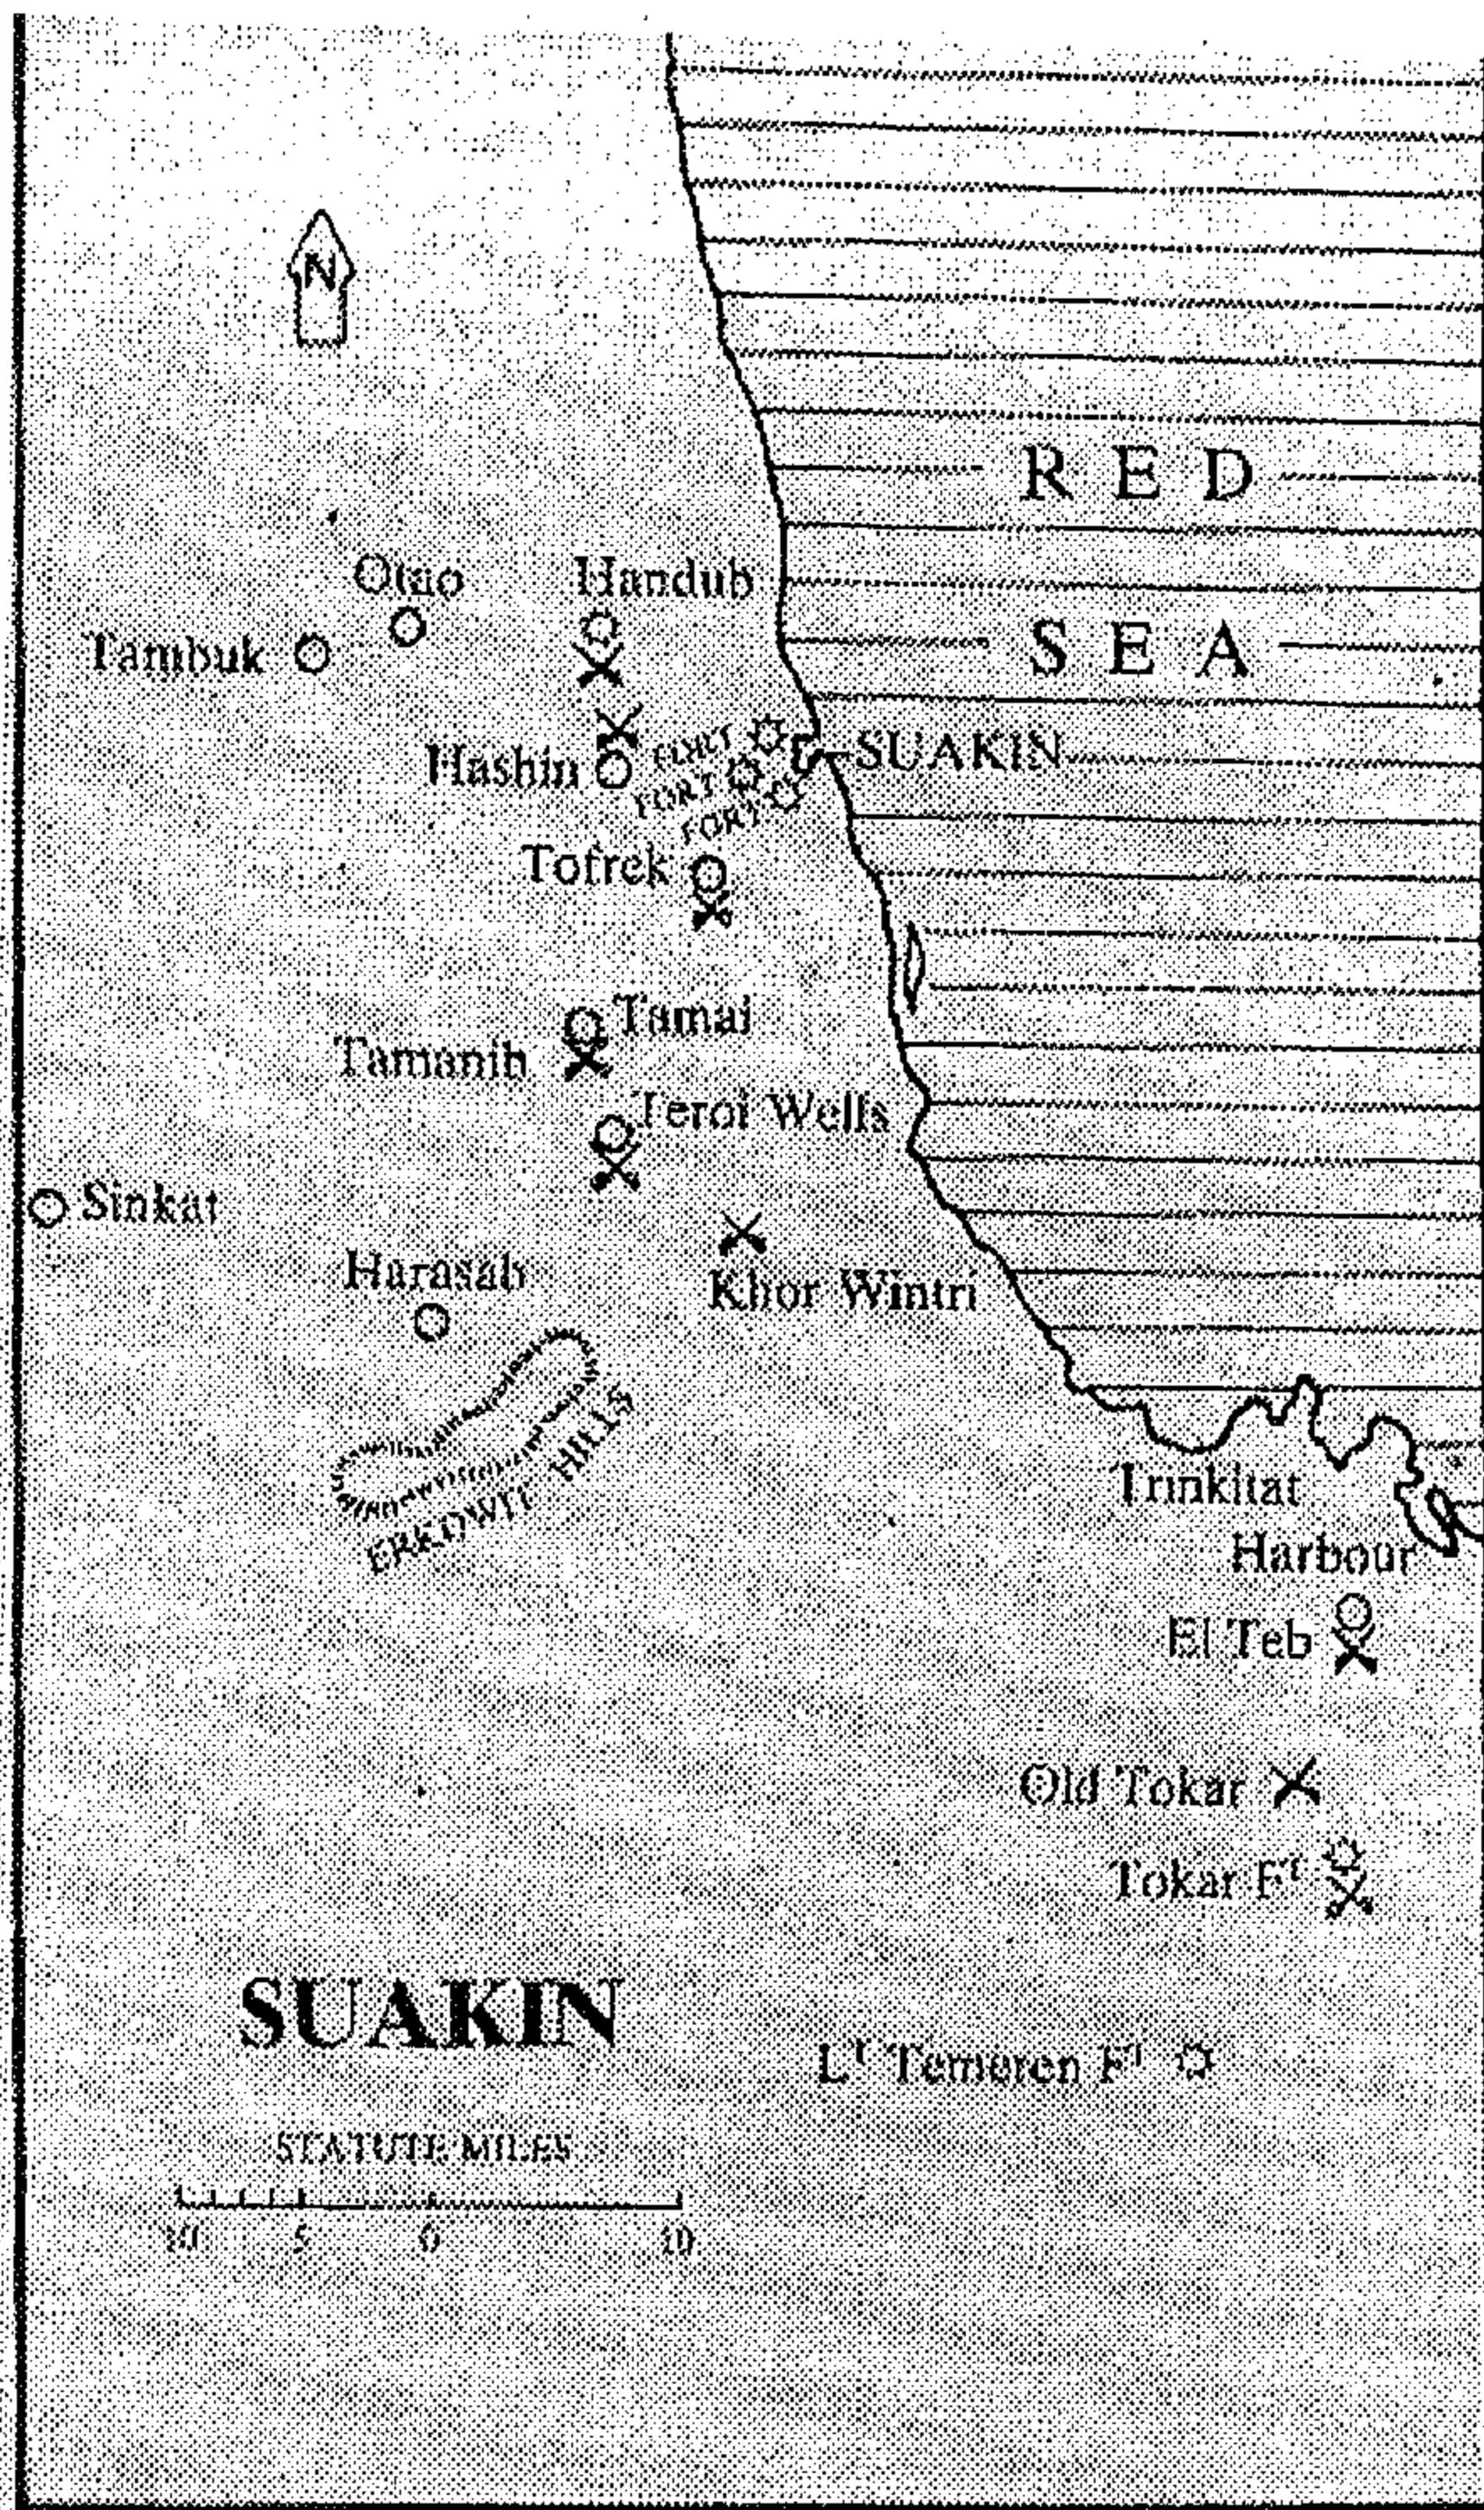 N
RED
SEA
Otao
Handub
Tambuk
FORT
SUAKIN
Hashin
FORT
FORT
Tofrek
Tamai
Tamanib
Teroi Wells
Sinkat
Harasab
Khor Wintri
ERKOWIT HILLS
Trinkitat
Harbour
El Teb
Old Tokar
Tokar Fᵀ
SUAKIN
Lᵗ Temeren Fᵀ
STATUTE MILES
10 5 0 10